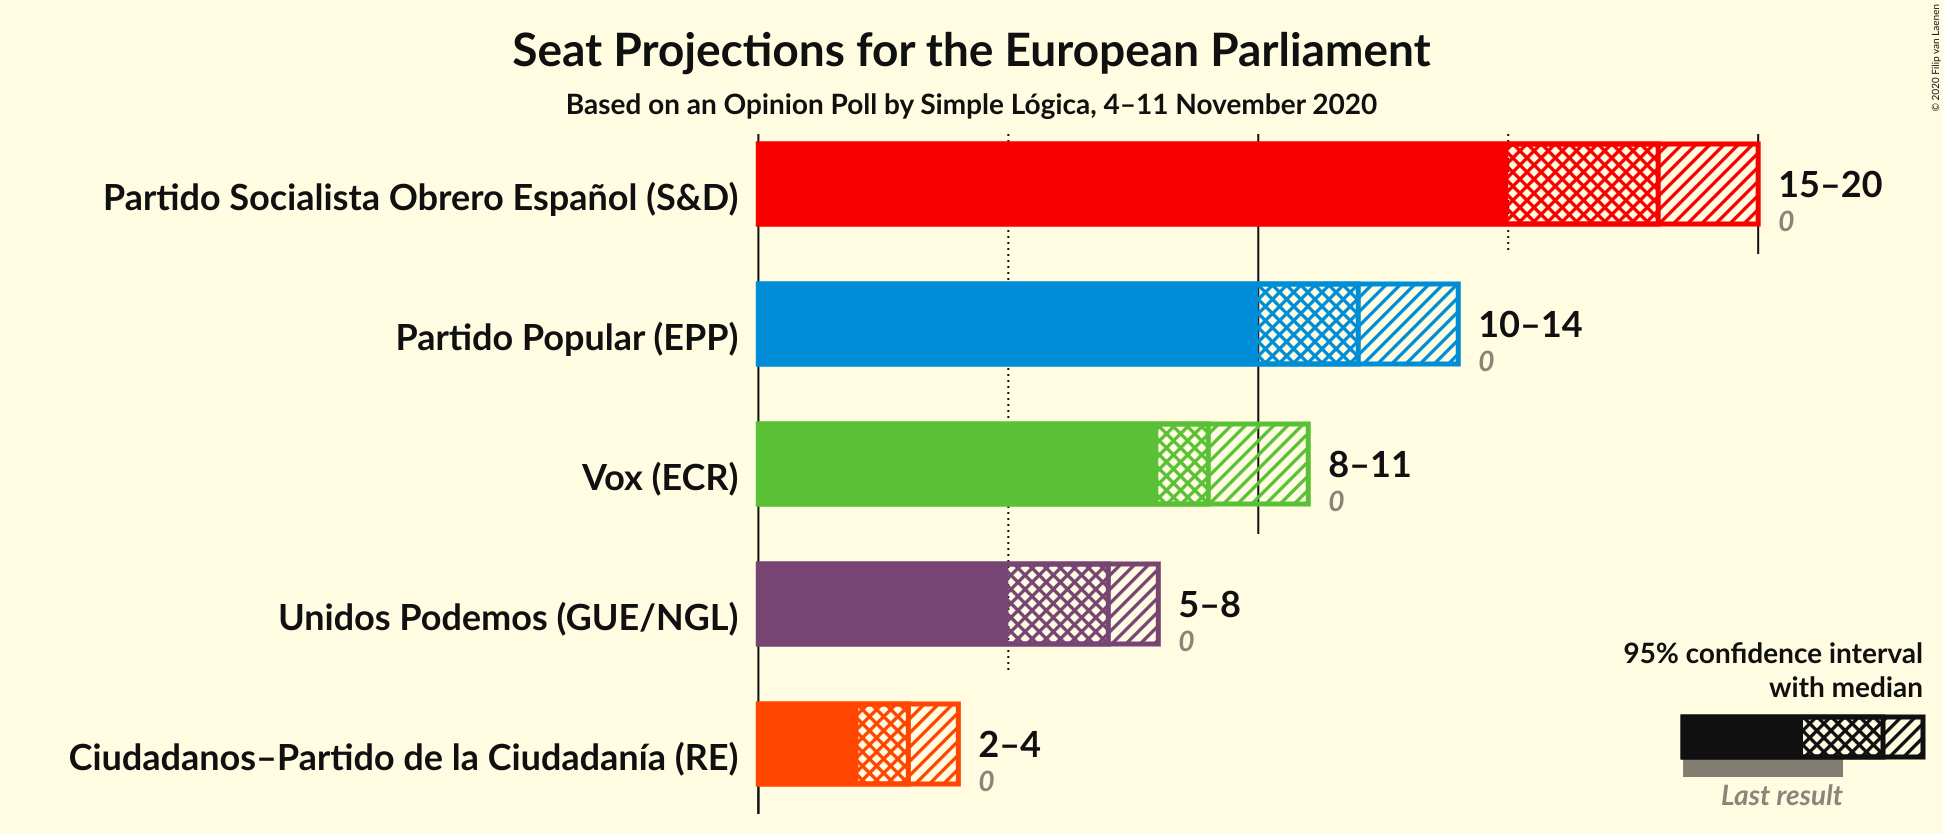 Seat Projections for the European Parliament
Based on an Opinion Poll by Simple Lógica, 4–11 November 2020
© 2020 Filip van Laenen
Partido Socialista Obrero Español (S&D)
15–20
0
Partido Popular (EPP)
10–14
0
Vox (ECR)
8–11
0
Unidos Podemos (GUE/NGL)
5–8
0
Ciudadanos–Partido de la Ciudadanía (RE)
2–4
0
95% confidence interval
with median
Last result